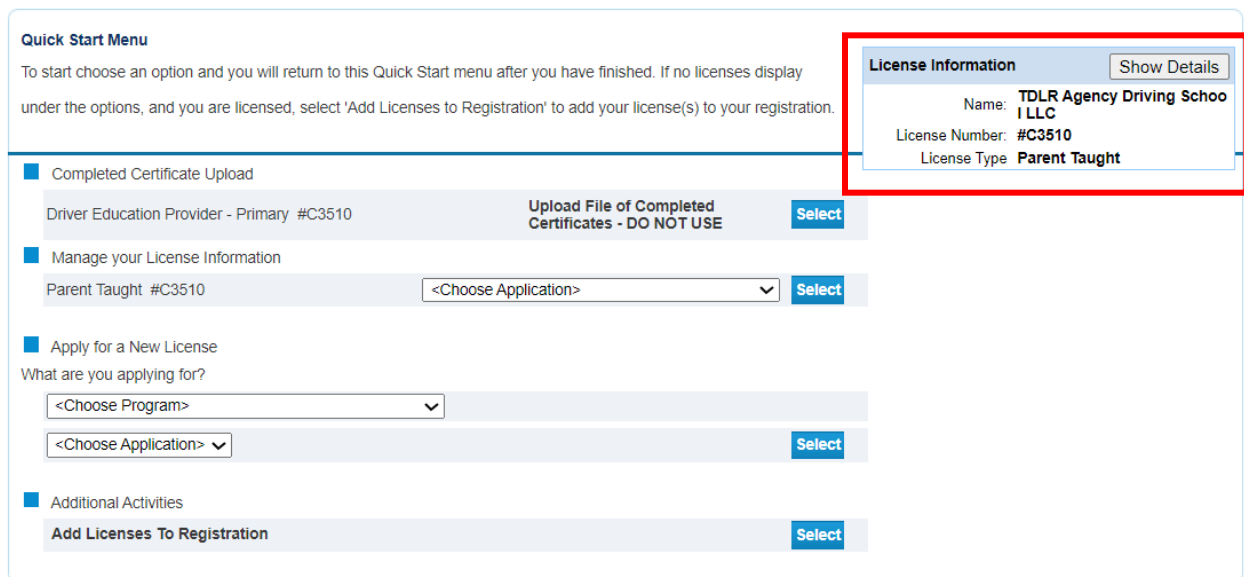 Quick Start Menu
To start choose an option and you will return to this Quick Start menu after you have finished. If no licenses display
under the options, and you are licensed, select 'Add Licenses to Registration' to add your license(s) to your registration.
License Information Show Details
Name: TDLR Agency Driving Schoo
l LLC
License Number: #C3510
License Type Parent Taught
Completed Certificate Upload
Driver Education Provider - Primary #C3510 Upload File of Completed
Certificates - DO NOT USE Select
Manage your License Information
Parent Taught #C3510 <Choose Application> Select
Apply for a New License
What are you applying for?
<Choose Program>
<Choose Application> Select
Additional Activities
Add Licenses To Registration Select